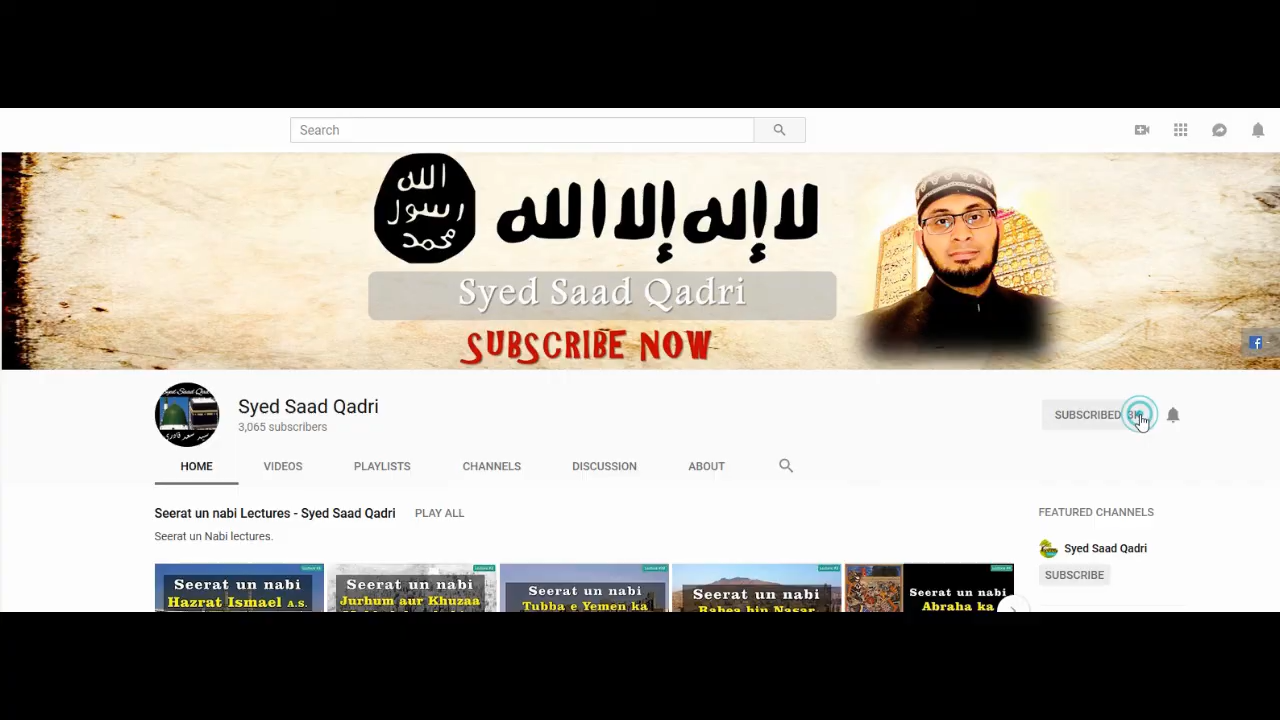 Search
الله
رسول
محمد
لا إله إلا الله
Syed Saad Qadri
SUBSCRIBE NOW
Syed Saad Qadri
3,065 subscribers
SUBSCRIBED
HOME VIDEOS PLAYLISTS CHANNELS DISCUSSION ABOUT
Seerat un nabi Lectures - Syed Saad Qadri PLAY ALL
Seerat un Nabi lectures.
FEATURED CHANNELS
Syed Saad Qadri
SUBSCRIBE
Seerat un nabi
Hazrat Ismael A.S.
Seerat un nabi
Jurhum aur Khuzaa
Seerat un nabi
Tubba e Yemen ka
Seerat un nabi
Rabea bin Nasar
Seerat un nabi
Abraha ka